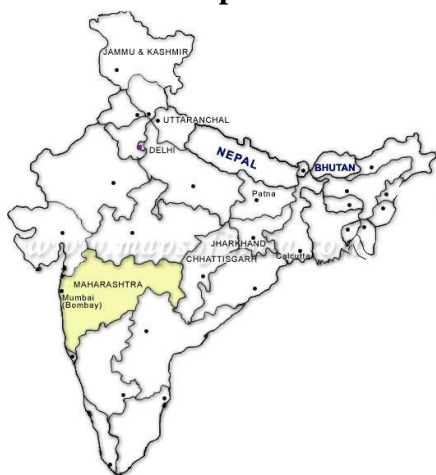 JAMMU & KASHMIR
UTTARANCHAL
DELHI
NEPAL
BHUTAN
Patna
JHARKHAND
CHHATTISGARH
Calcutta
MAHARASHTRA
Mumbai
(Bombay)